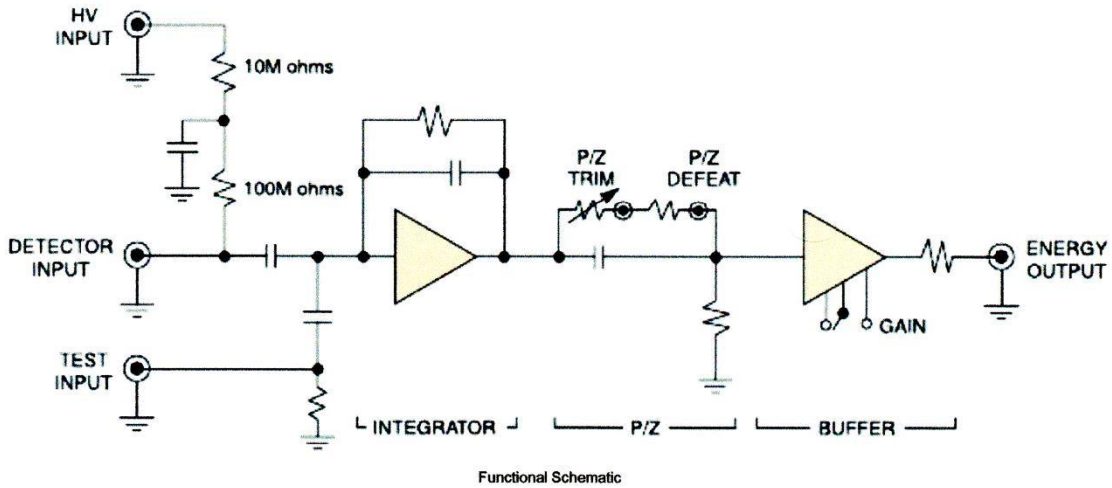 HV
INPUT
10M ohms
100M ohms
P/Z
TRIM
P/Z
DEFEAT
DETECTOR
INPUT
ENERGY
OUTPUT
GAIN
TEST
INPUT
INTEGRATOR
P/Z
BUFFER
Functional Schematic